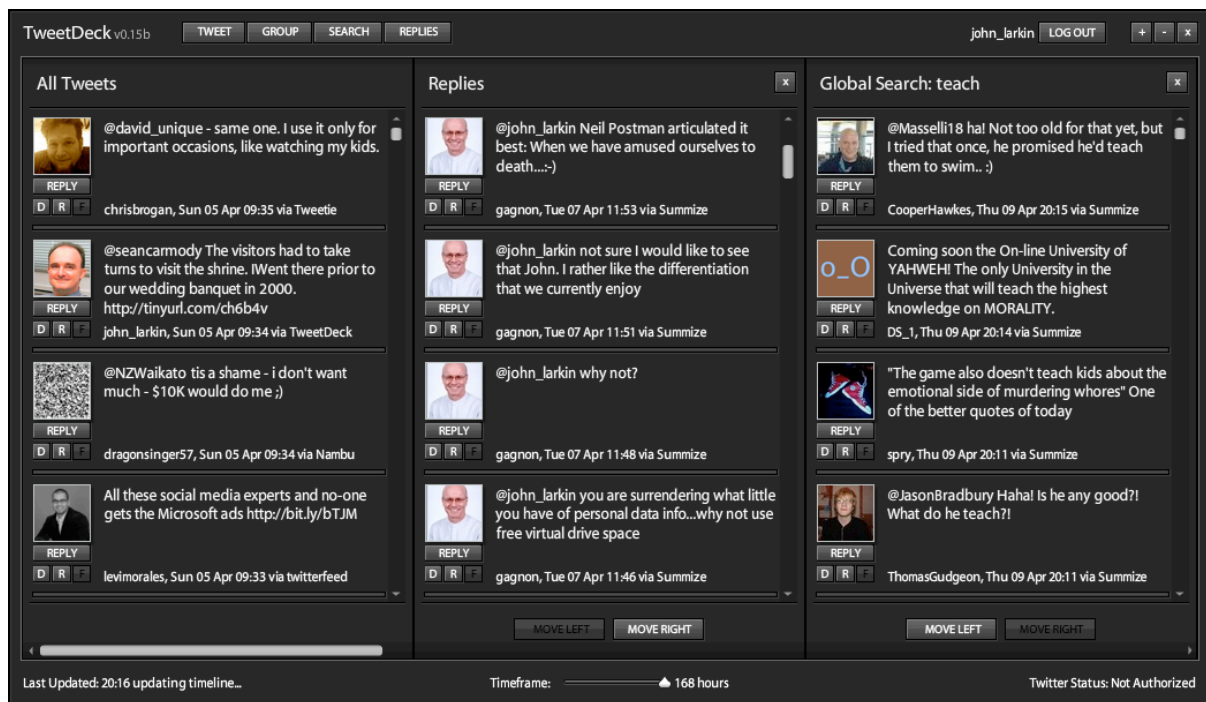 TweetDeck v0.15b
TWEET
GROUP
SEARCH
REPLIES
john_larkin
LOG OUT
+
-
x
All Tweets
@david_unique - same one. I use it only for
important occasions, like watching my kids.
REPLY
D R F
chrisbrogan, Sun 05 Apr 09:35 via Tweetie
@seancarmody The visitors had to take
turns to visit the shrine. IWent there prior to
our wedding banquet in 2000.
http://tinyurl.com/ch6b4v
REPLY
D R F
john_larkin, Sun 05 Apr 09:34 via TweetDeck
@NZWaikato tis a shame - i don't want
much - $10K would do me ;)
REPLY
D R F
dragonsinger57, Sun 05 Apr 09:34 via Nambu
All these social media experts and no-one
gets the Microsoft ads http://bit.ly/bTJM
REPLY
D R F
levimorales, Sun 05 Apr 09:33 via twitterfeed
Replies
x
@john_larkin Neil Postman articulated it
best: When we have amused ourselves to
death...:-)
REPLY
D R F
gagnon, Tue 07 Apr 11:53 via Summize
@john_larkin not sure I would like to see
that John. I rather like the differentiation
that we currently enjoy
REPLY
D R F
gagnon, Tue 07 Apr 11:51 via Summize
@john_larkin why not?
REPLY
D R F
gagnon, Tue 07 Apr 11:48 via Summize
@john_larkin you are surrendering what little
you have of personal data info...why not use
free virtual drive space
REPLY
D R F
gagnon, Tue 07 Apr 11:46 via Summize
MOVE LEFT
MOVE RIGHT
Global Search: teach
x
@Masselli18 ha! Not too old for that yet, but
I tried that once, he promised he'd teach
them to swim.. :)
REPLY
D R F
CooperHawkes, Thu 09 Apr 20:15 via Summize
o_O
Coming soon the On-line University of
YAHWEH! The only University in the
Universe that will teach the highest
knowledge on MORALITY.
REPLY
D R F
DS_1, Thu 09 Apr 20:14 via Summize
"The game also doesn't teach kids about the
emotional side of murdering whores" One
of the better quotes of today
REPLY
D R F
spry, Thu 09 Apr 20:11 via Summize
@JasonBradbury Haha! Is he any good?!
What do he teach?!
REPLY
D R F
ThomasGudgeon, Thu 09 Apr 20:11 via Summize
MOVE LEFT
MOVE RIGHT
Last Updated: 20:16 updating timeline...
Timeframe:
168 hours
Twitter Status: Not Authorized